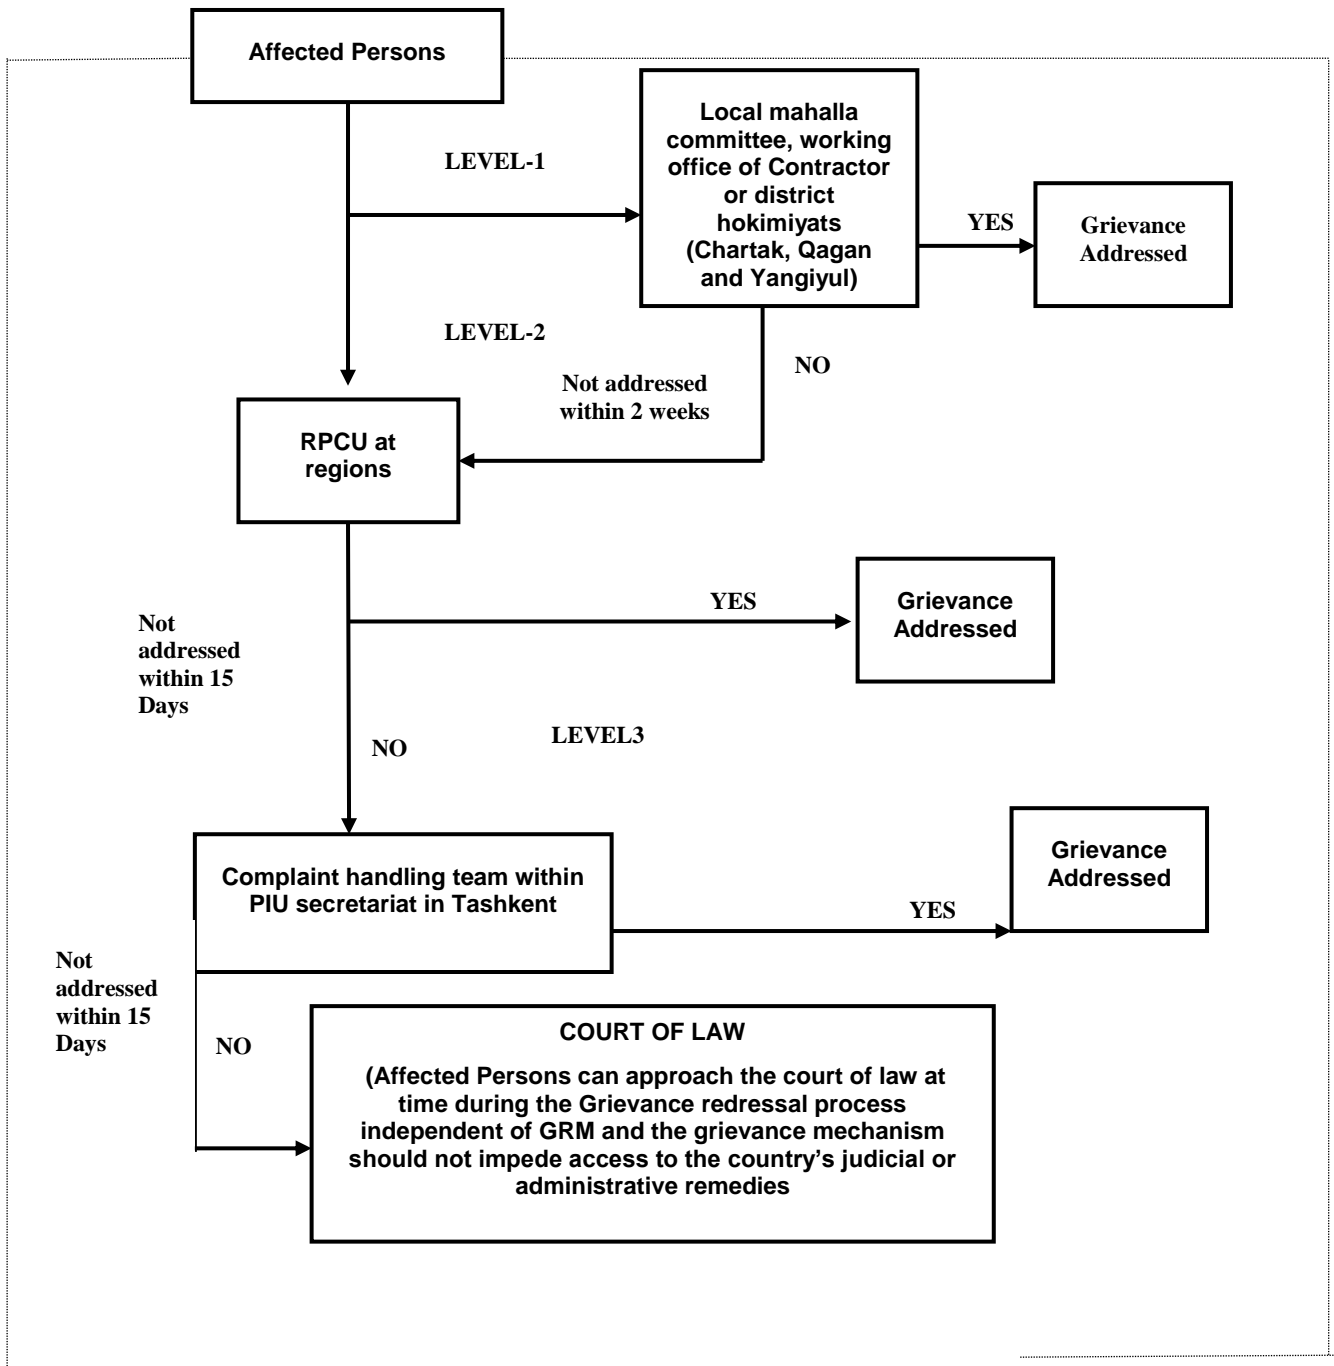 Affected Persons
LEVEL-1
Local mahalla
committee, working
office of Contractor
or district
hokimiyats
(Chartak, Qagan
and Yangiyul)
YES
Grievance
Addressed
LEVEL-2
NO
Not addressed
within 2 weeks
RPCU at
regions
YES
Grievance
Addressed
Not
addressed
within 15
Days
NO
LEVEL3
Complaint handling team within
PIU secretariat in Tashkent
YES
Grievance
Addressed
Not
addressed
within 15
Days
NO
COURT OF LAW
(Affected Persons can approach the court of law at
time during the Grievance redressal process
independent of GRM and the grievance mechanism
should not impede access to the country’s judicial or
administrative remedies